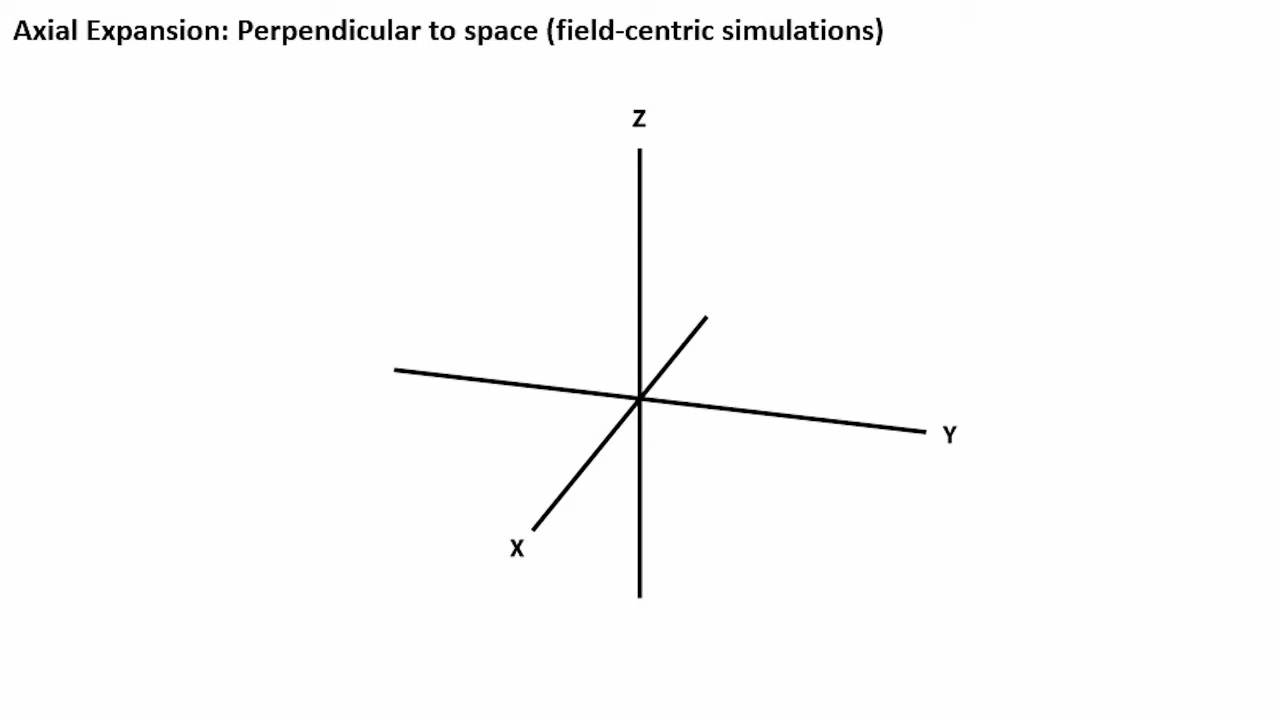 Axial Expansion: Perpendicular to space (field-centric simulations)
Z
Y
X